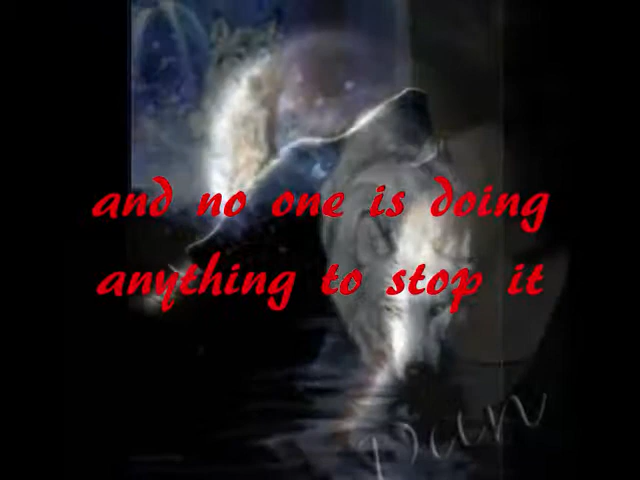 and no one is doing
anything to stop it